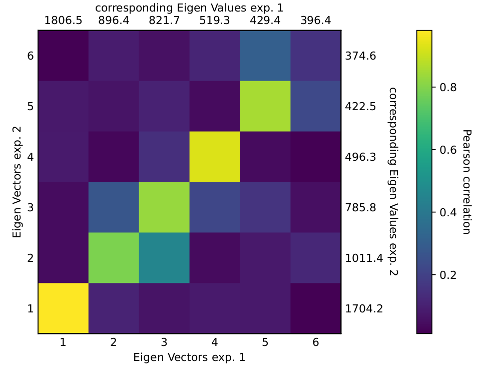 corresponding Eigen Values exp. 1
1806.5 896.4 821.7 519.3 429.4 396.4
6 374.6
5 422.5
4 496.3
3 785.8
2 1011.4
1 1704.2
Eigen Vectors exp. 2
1 2 3 4 5 6
Eigen Vectors exp. 1
corresponding Eigen Values exp. 2
0.8
0.6
0.4
0.2
Pearson correlation